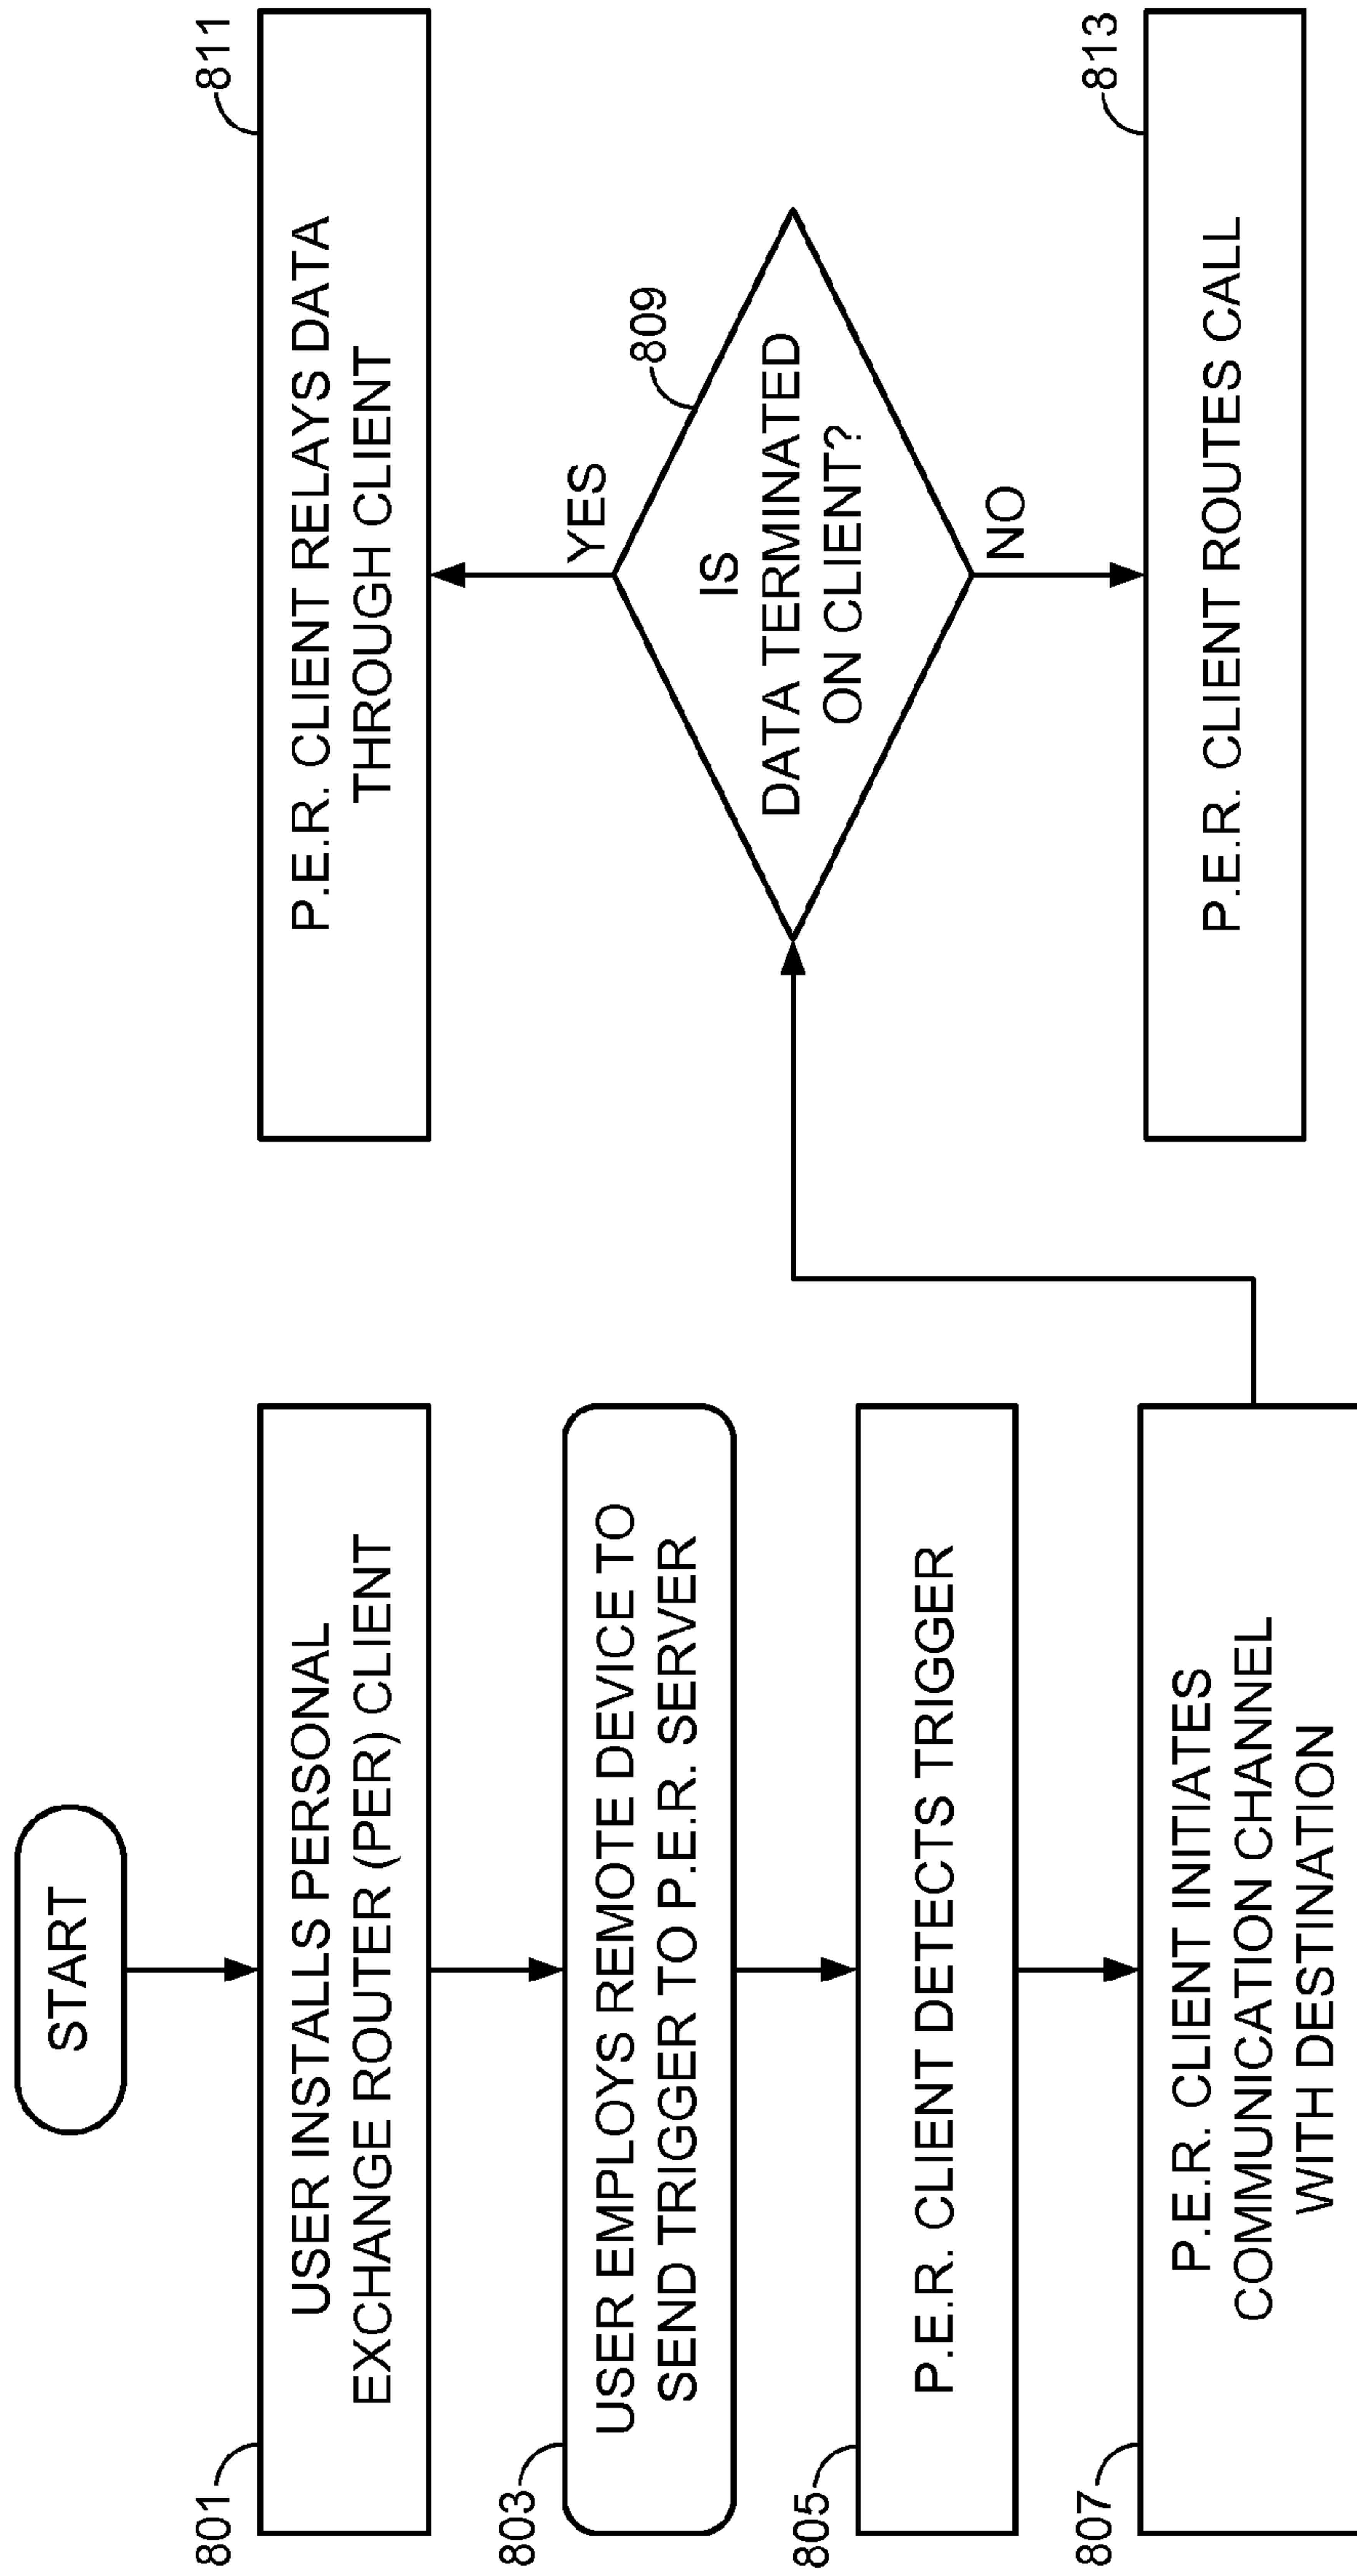 START
801
USER INSTALLS PERSONAL
EXCHANGE ROUTER (PER) CLIENT
803
USER EMPLOYS REMOTE DEVICE TO
SEND TRIGGER TO P.E.R. SERVER
805
P.E.R. CLIENT DETECTS TRIGGER
807
P.E.R. CLIENT INITIATES
COMMUNICATION CHANNEL
WITH DESTINATION
811
P.E.R. CLIENT RELAYS DATA
THROUGH CLIENT
YES
809
IS
DATA TERMINATED
ON CLIENT?
NO
813
P.E.R. CLIENT ROUTES CALL